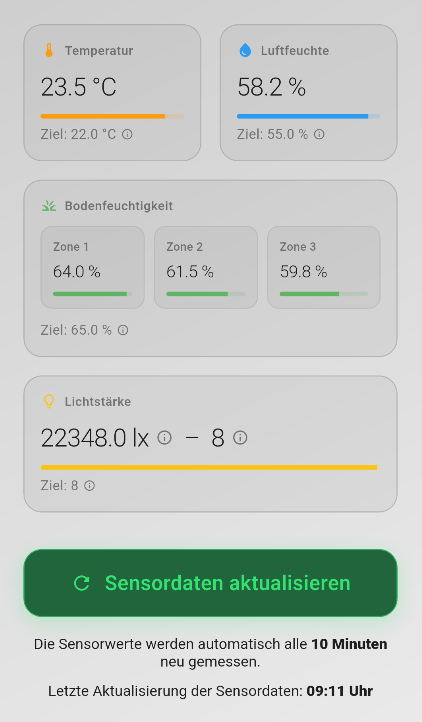 Temperatur
23.5 °C
Ziel: 22.0 °C
Luftfeuchte
58.2 %
Ziel: 55.0 %
Bodenfeuchtigkeit
Zone 1
64.0 %
Zone 2
61.5 %
Zone 3
59.8 %
Ziel: 65.0 %
Lichtstärke
22348.0 lx – 8
Ziel: 8
Sensordaten aktualisieren
Die Sensorwerte werden automatisch alle 10 Minuten
neu gemessen.
Letzte Aktualisierung der Sensordaten: 09:11 Uhr